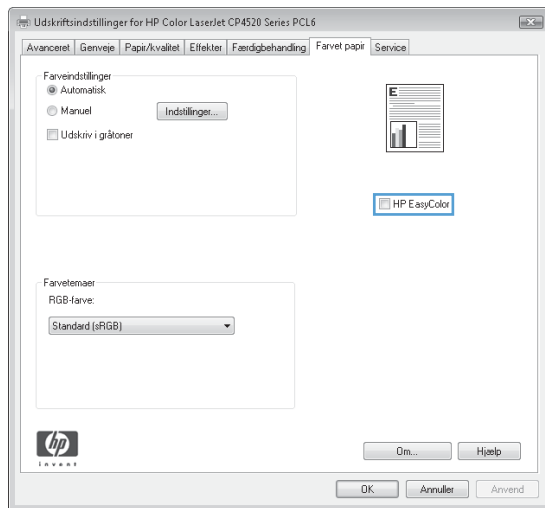 Udskriftsindstillinger for HP Color LaserJet CP4520 Series PCL6
Avanceret Genveje Papir/kvalitet Effekter Færdigbehandling Farvet papir Service
Farveindstillinger
Automatisk
Manuel Indstillinger...
Udskriv i gråtoner
E
HP EasyColor
Farvetemaer
RGB-farve:
Standard (sRGB)
hp
invent
Om... Hjælp
OK Annuller Anvend